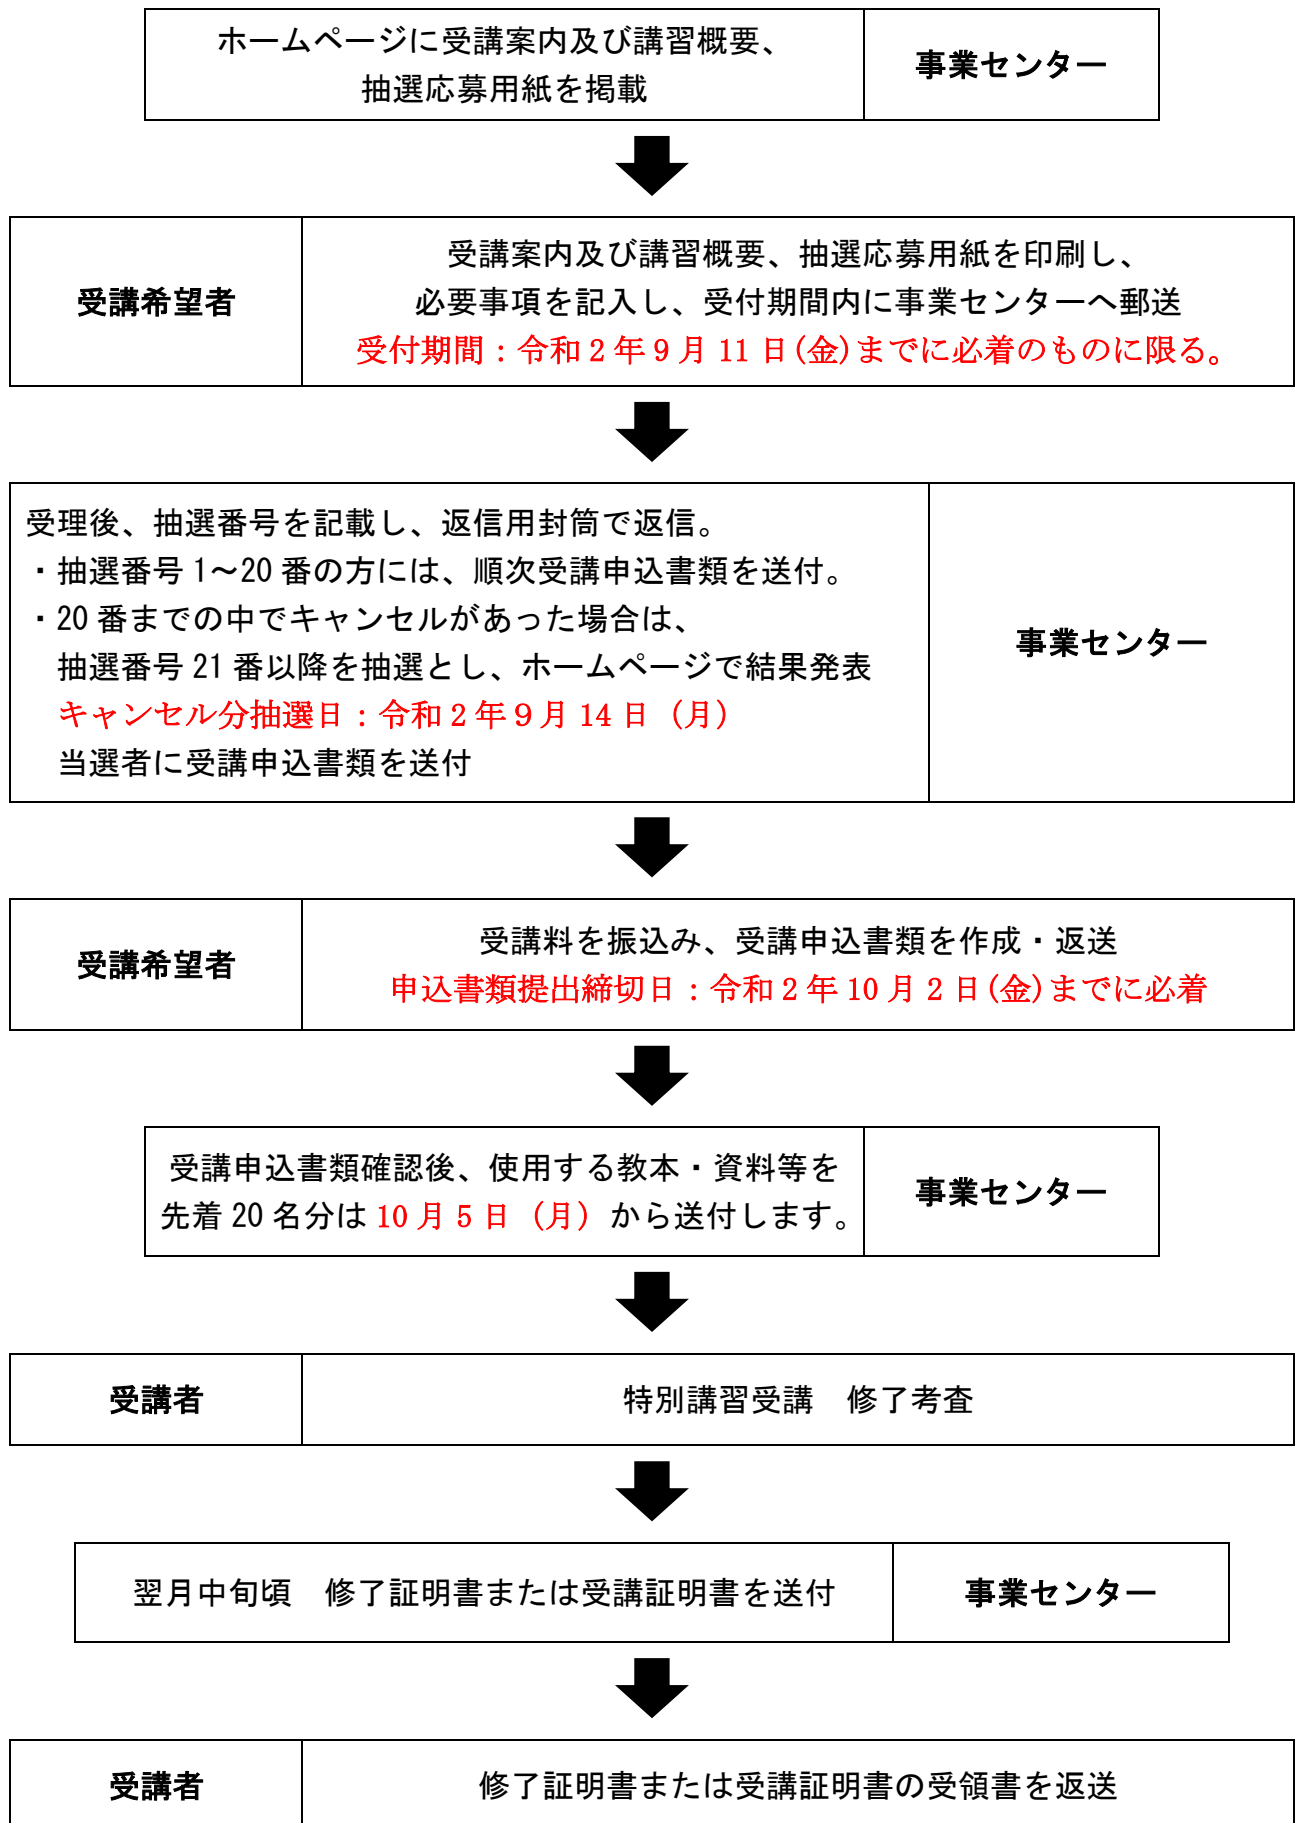 ホームページに受講案内及び講習概要、
抽選応募用紙を掲載
事業センター
受講希望者
受講案内及び講習概要、抽選応募用紙を印刷し、
必要事項を記入し、受付期間内に事業センターへ郵送
受付期間：令和２年９月 11 日(金)までに必着のものに限る。
受理後、抽選番号を記載し、返信用封筒で返信。
・抽選番号 1～20 番の方には、順次受講申込書類を送付。
・20 番までの中でキャンセルがあった場合は、
抽選番号 21 番以降を抽選とし、ホームページで結果発表
キャンセル分抽選日：令和２年９月 14 日（月）
当選者に受講申込書類を送付
事業センター
受講希望者
受講料を振込み、受講申込書類を作成・返送
申込書類提出締切日：令和２年 10 月２日(金)までに必着
受講申込書類確認後、使用する教本・資料等を
先着 20 名分は 10 月５日（月）から送付します。
事業センター
受講者
特別講習受講　修了考査
翌月中旬頃　修了証明書または受講証明書を送付
事業センター
受講者
修了証明書または受講証明書の受領書を返送